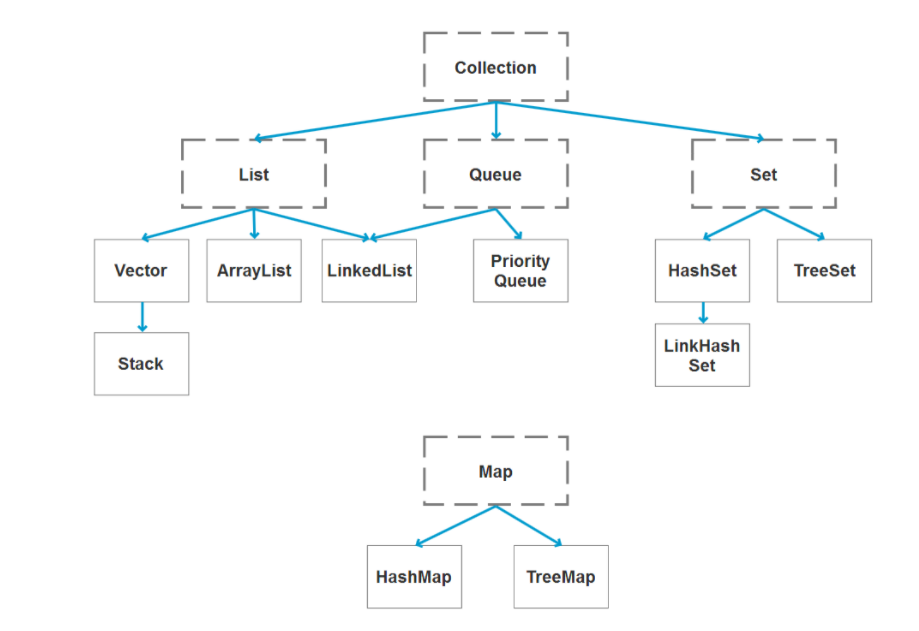 Collection
List
Queue
Set
Vector
ArrayList
LinkedList
Priority
Queue
HashSet
TreeSet
Stack
LinkHash
Set
Map
HashMap
TreeMap